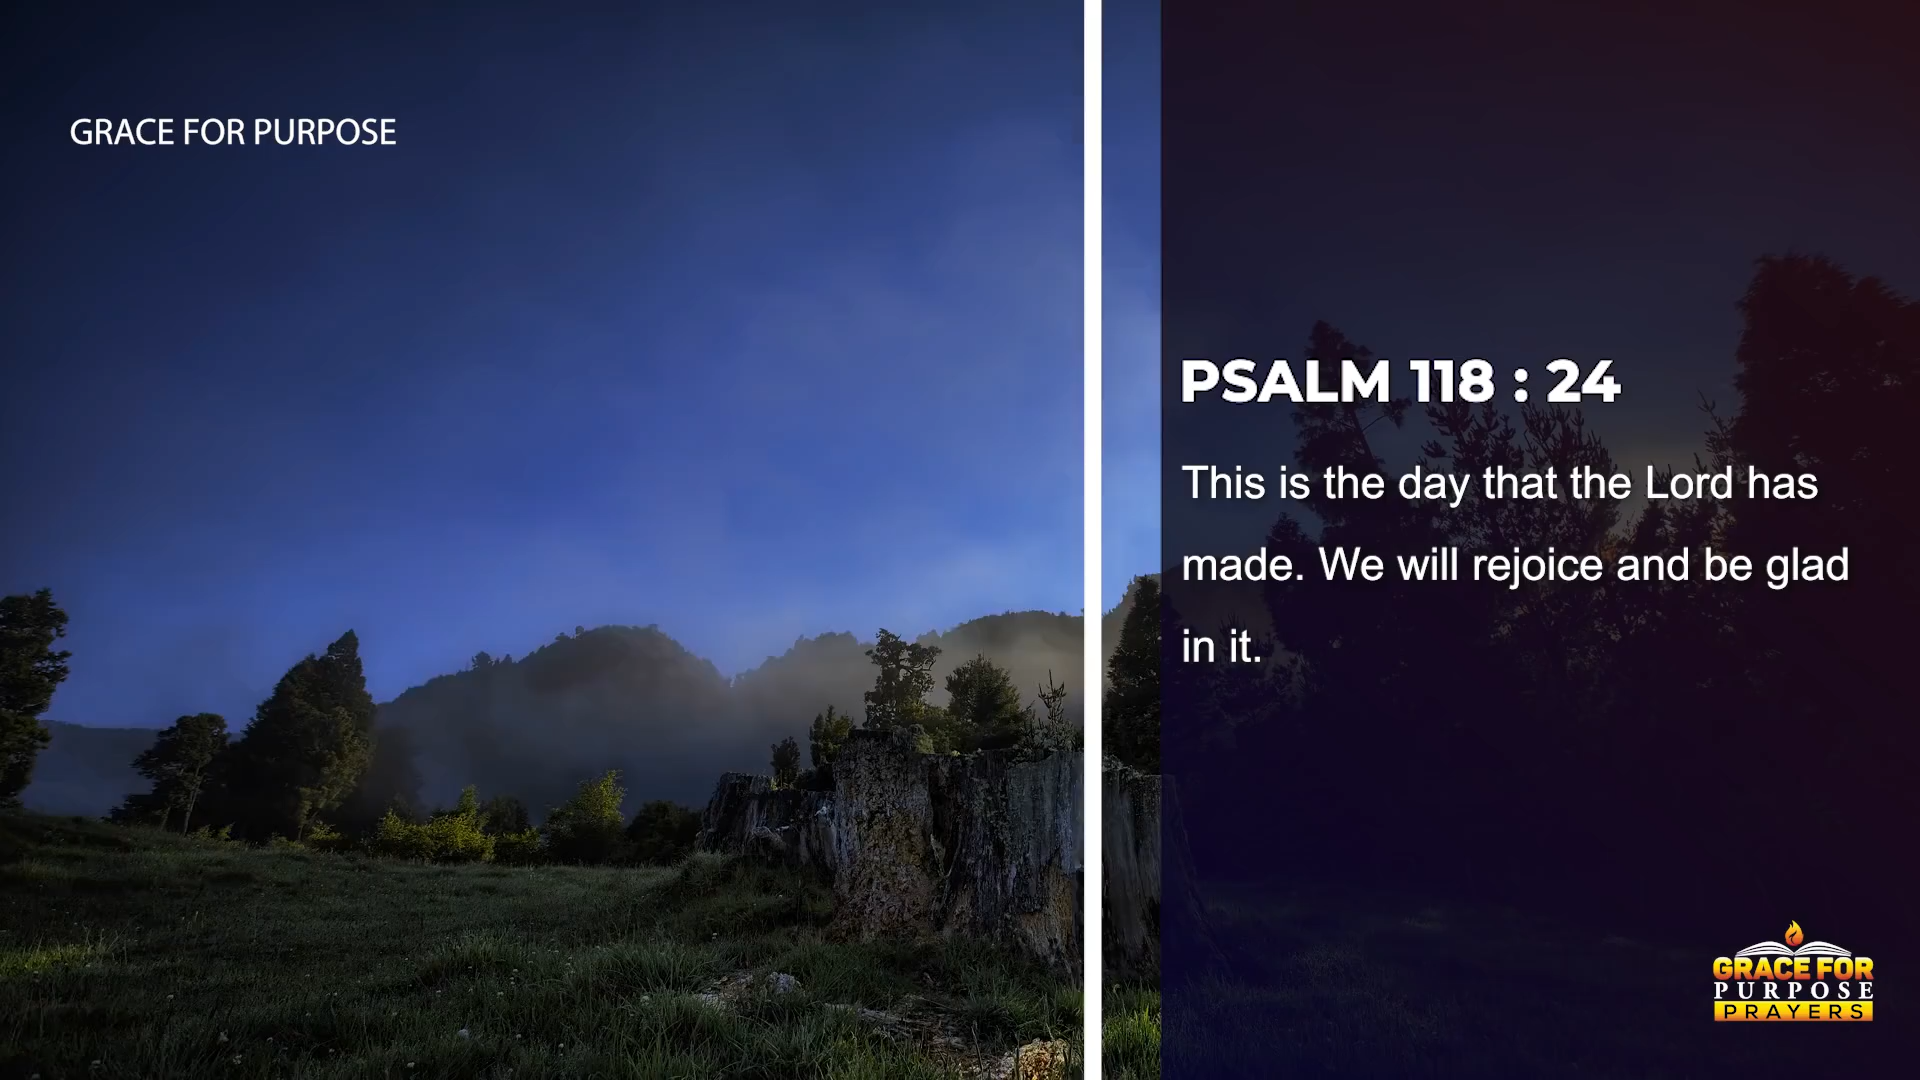 GRACE FOR PURPOSE
PSALM 118 : 24
This is the day that the Lord has
made. We will rejoice and be glad
in it.
GRACE FOR
PURPOSE
PRAYERS